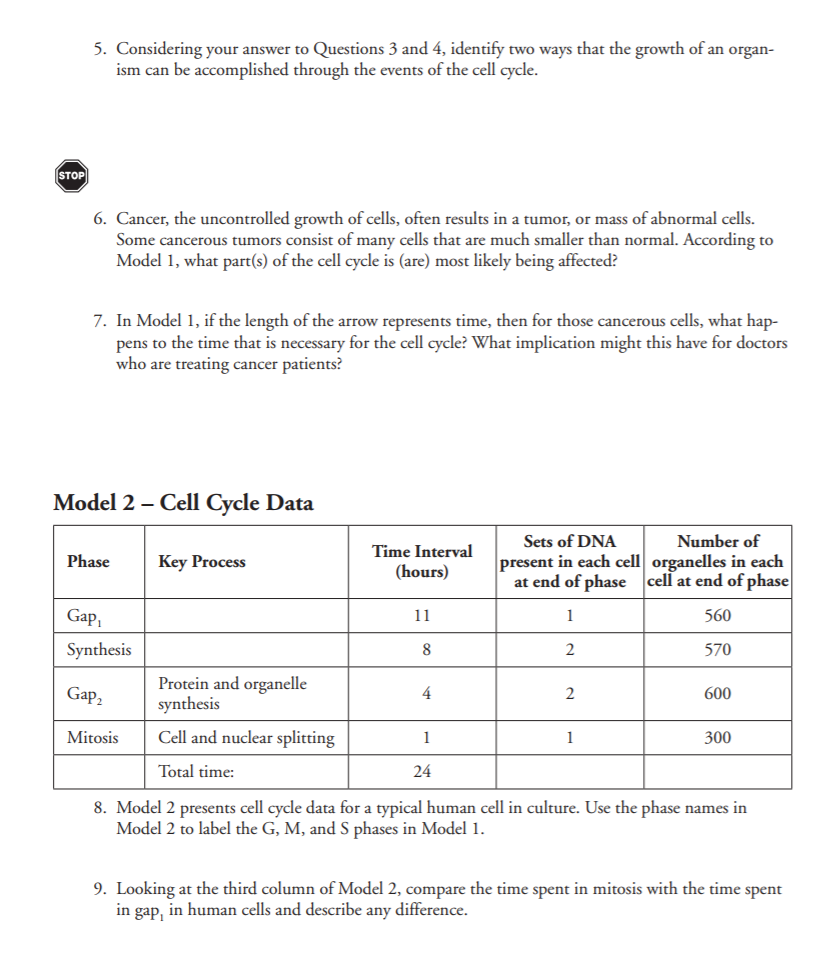 5. Considering your answer to Questions 3 and 4, identify two ways that the growth of an organ-
ism can be accomplished through the events of the cell cycle.
STOP
6. Cancer, the uncontrolled growth of cells, often results in a tumor, or mass of abnormal cells.
Some cancerous tumors consist of many cells that are much smaller than normal. According to
Model 1, what part(s) of the cell cycle is (are) most likely being affected?
7. In Model 1, if the length of the arrow represents time, then for those cancerous cells, what hap-
pens to the time that is necessary for the cell cycle? What implication might this have for doctors
who are treating cancer patients?
Model 2 – Cell Cycle Data
Phase Key Process Time Interval (hours) Sets of DNA present in each cell at end of phase Number of organelles in each cell at end of phase
Gap₁ 11 1 560
Synthesis 8 2 570
Gap₂ Protein and organelle synthesis 4 2 600
Mitosis Cell and nuclear splitting 1 1 300
Total time: 24
8. Model 2 presents cell cycle data for a typical human cell in culture. Use the phase names in
Model 2 to label the G, M, and S phases in Model 1.
9. Looking at the third column of Model 2, compare the time spent in mitosis with the time spent
in gap₁ in human cells and describe any difference.